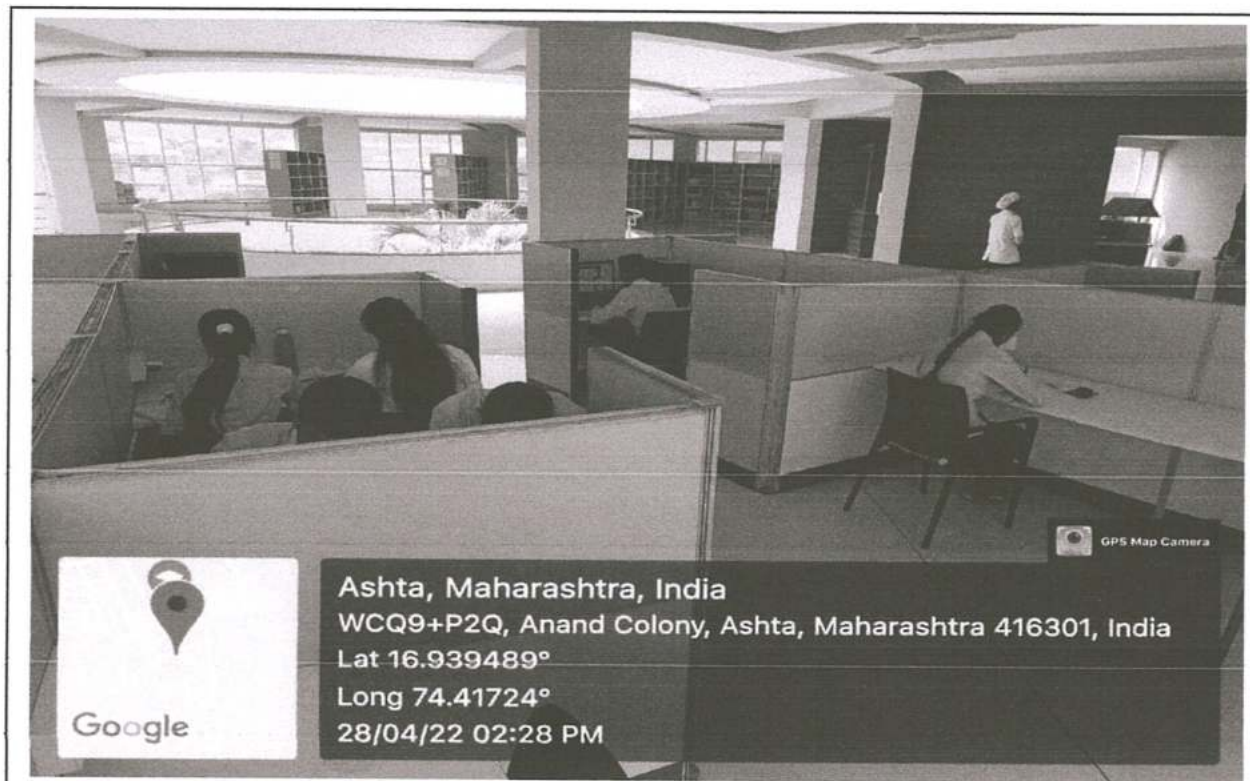 GPS Map Camera
Ashta, Maharashtra, India
WCQ9+P2Q, Anand Colony, Ashta, Maharashtra 416301, India
Lat 16.939489°
Long 74.41724°
28/04/22 02:28 PM
Google